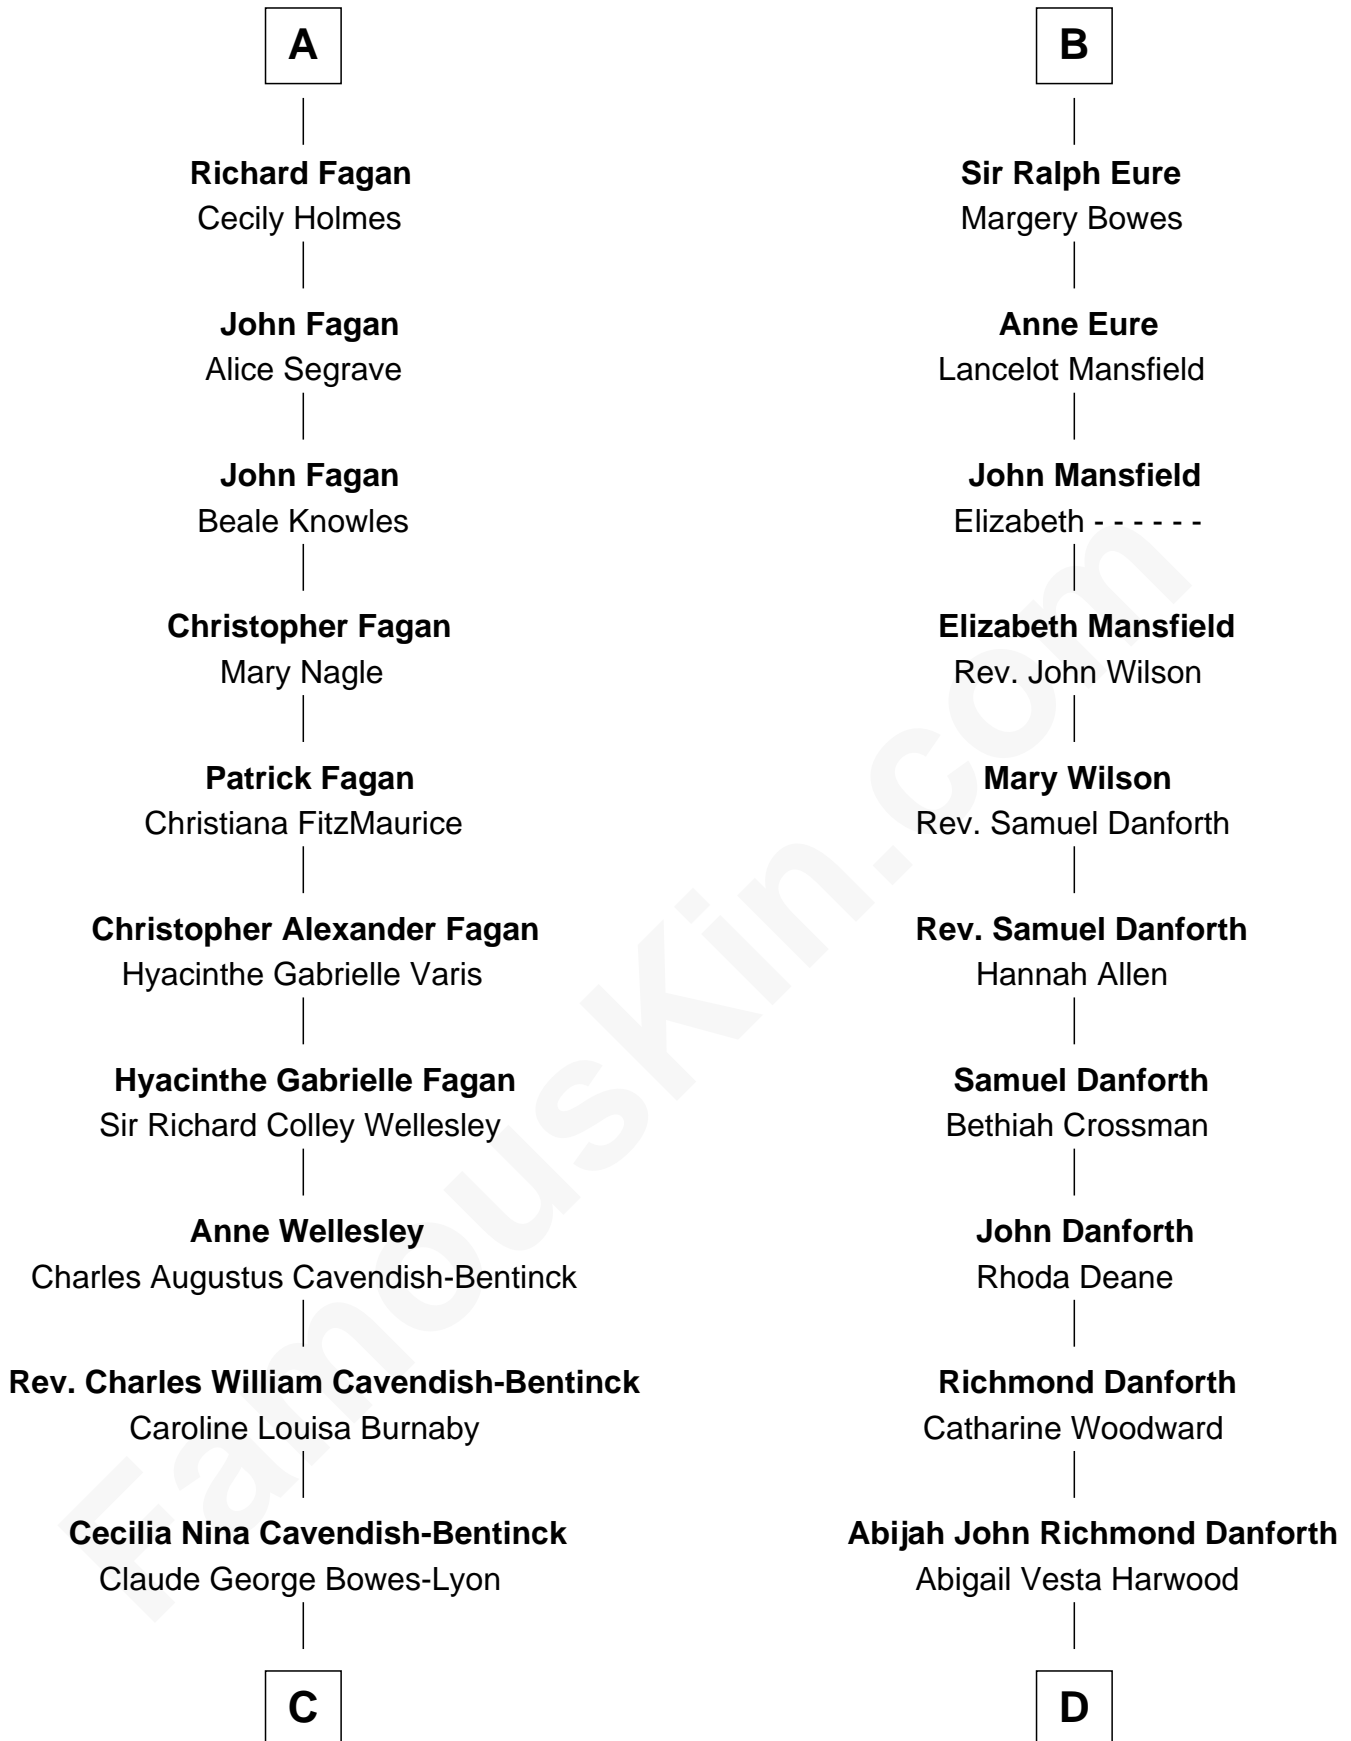 A
Richard Fagan
Cecily Holmes
John Fagan
Alice Segrave
John Fagan
Beale Knowles
Christopher Fagan
Mary Nagle
Patrick Fagan
Christiana FitzMaurice
Christopher Alexander Fagan
Hyacinthe Gabrielle Varis
Hyacinthe Gabrielle Fagan
Sir Richard Colley Wellesley
Anne Wellesley
Charles Augustus Cavendish-Bentinck
Rev. Charles William Cavendish-Bentinck
Caroline Louisa Burnaby
Cecilia Nina Cavendish-Bentinck
Claude George Bowes-Lyon
C
B
Sir Ralph Eure
Margery Bowes
Anne Eure
Lancelot Mansfield
John Mansfield
Elizabeth - - - - - -
Elizabeth Mansfield
Rev. John Wilson
Mary Wilson
Rev. Samuel Danforth
Rev. Samuel Danforth
Hannah Allen
Samuel Danforth
Bethiah Crossman
John Danforth
Rhoda Deane
Richmond Danforth
Catharine Woodward
Abijah John Richmond Danforth
Abigail Vesta Harwood
D
FamousKin.com